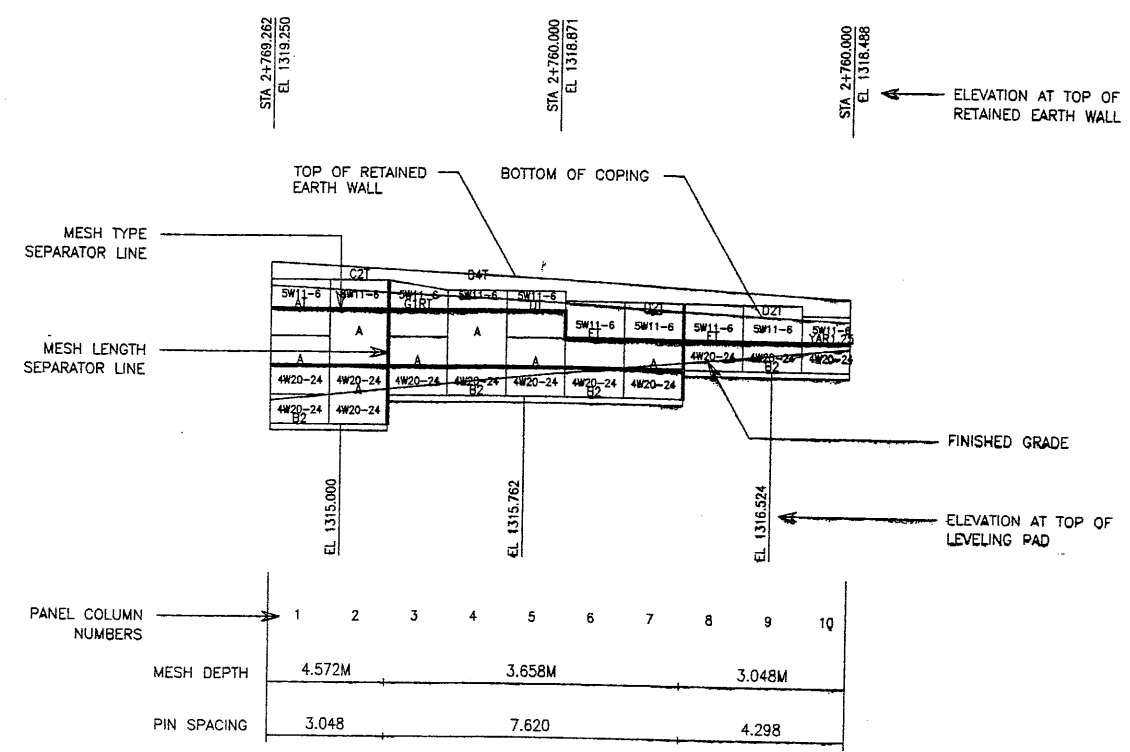 STA 2+769.262
EL 1319.250
STA 2+760.000
EL 1318.871
STA 2+760.000
EL 1318.488
ELEVATION AT TOP OF
RETAINED EARTH WALL
TOP OF RETAINED
EARTH WALL
BOTTOM OF COPING
MESH TYPE
SEPARATOR LINE
MESH LENGTH
SEPARATOR LINE
C2T D4T
5W11-6 5W11-6 5W11-6 5W11-6 5W11-6
A1 G1RT D1
D2T D2T
5W11-6 5W11-6 5W11-6 5W11-6 5W11-6
F1 F1 YAR1.25
A A
A A A A
4W20-24 4W20-24 4W20-24
B2
4W20-24 4W20-24 4W20-24 4W20-24 4W20-24 4W20-24 4W20-24
A B2 B2
4W20-24 4W20-24
B2
FINISHED GRADE
EL 1315.000
EL 1315.762
EL 1316.524
ELEVATION AT TOP OF
LEVELING PAD
PANEL COLUMN
NUMBERS
1 2 3 4 5 6 7 8 9 10
MESH DEPTH 4.572M 3.658M 3.048M
PIN SPACING 3.048 7.620 4.298